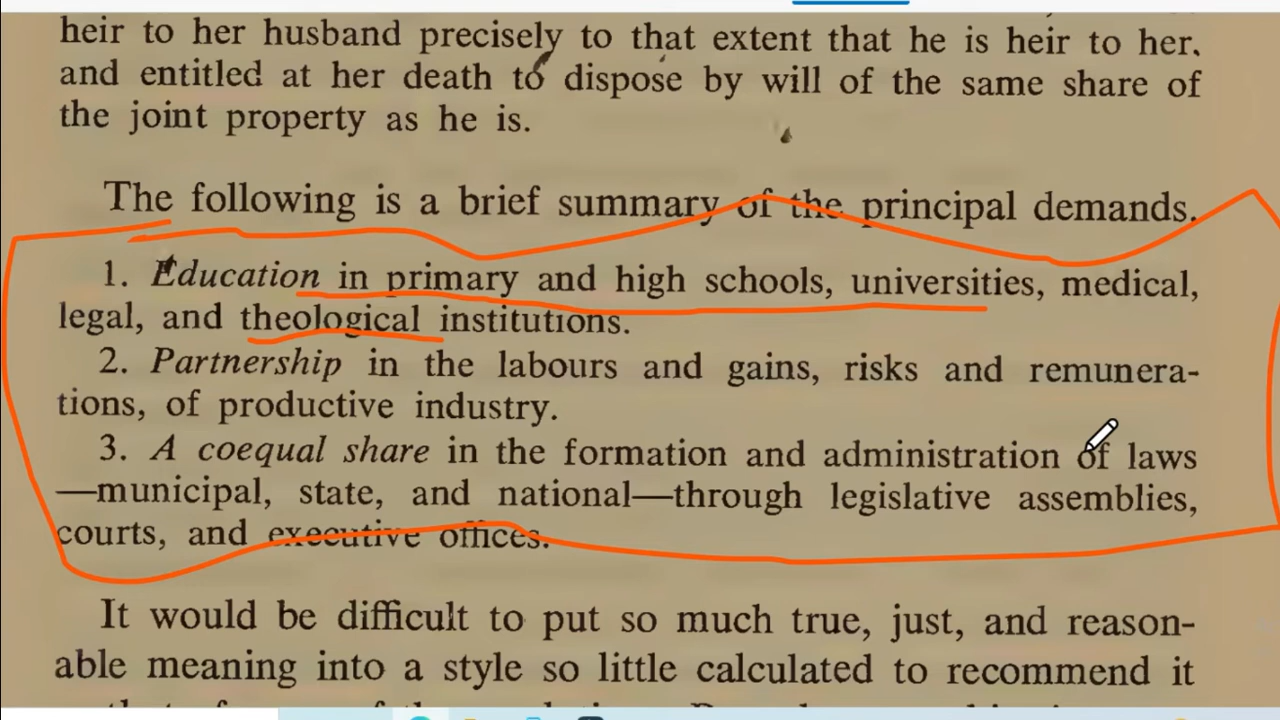 heir to her husband precisely to that extent that he is heir to her.
and entitled at her death to dispose by will of the same share of
the joint property as he is.
The following is a brief summary of the principal demands.
1. Education in primary and high schools, universities, medical,
legal, and theological institutions.
2. Partnership in the labours and gains, risks and remunera-
tions, of productive industry.
3. A coequal share in the formation and administration of laws
—municipal, state, and national—through legislative assemblies,
courts, and executive offices.
It would be difficult to put so much true, just, and reason-
able meaning into a style so little calculated to recommend it